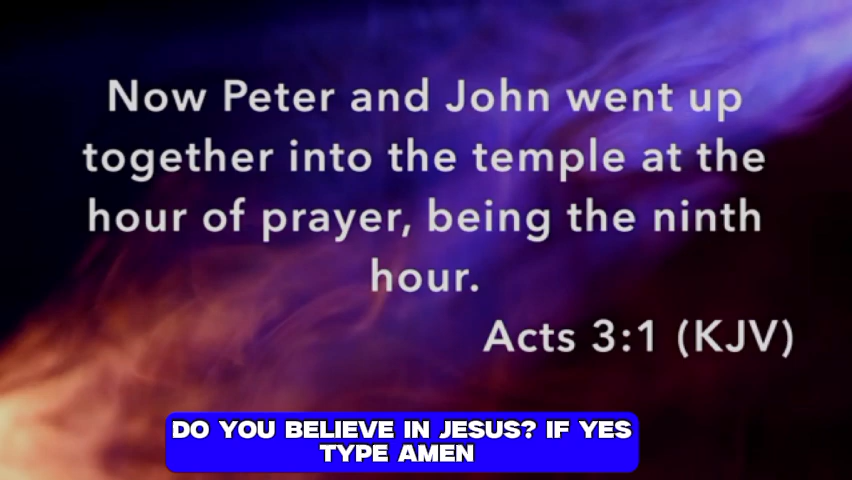 Now Peter and John went up
together into the temple at the
hour of prayer, being the ninth
hour.
Acts 3:1 (KJV)
DO YOU BELIEVE IN JESUS? IF YES
TYPE AMEN